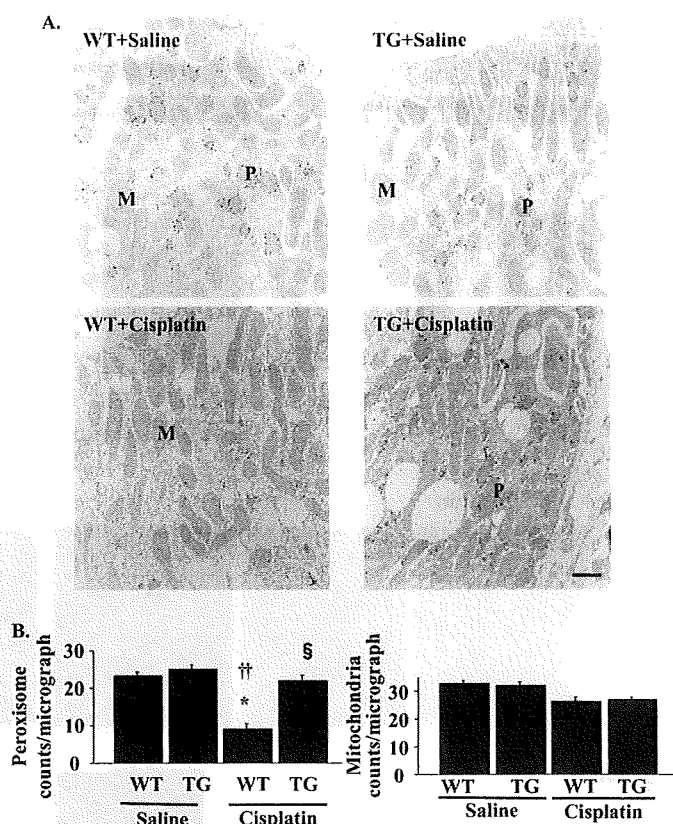 A.
WT+Saline
TG+Saline
M
P
M
P
WT+Cisplatin
TG+Cisplatin
M
P
B.
Peroxisome
counts/micrograph
30
20
10
0
††
*
§
WT TG WT TG
Saline Cisplatin
Mitochondria
counts/micrograph
30
20
10
0
WT TG WT TG
Saline Cisplatin